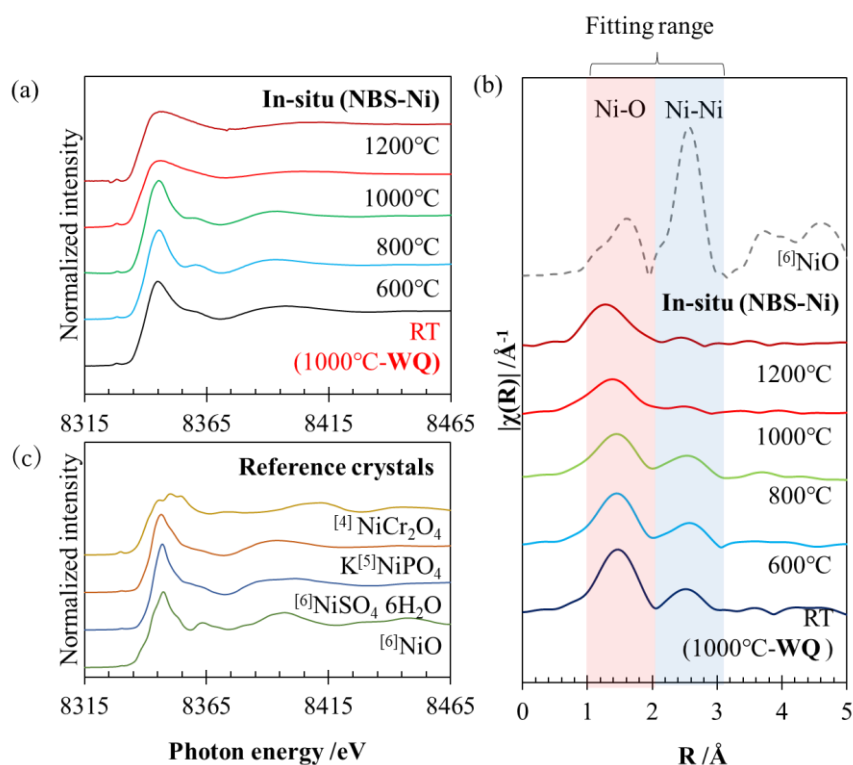 Fitting range
(a)
In-situ (NBS-Ni)
1200°C
1000°C
800°C
600°C
RT
(1000°C-WQ)
Normalized intensity
8315 8365 8415 8465
(b)
Ni-O Ni-Ni
[6]NiO
In-situ (NBS-Ni)
1200°C
1000°C
800°C
600°C
RT
(1000°C-WQ )
|χ(R)| /Å-1
0 1 2 3 4 5
R /Å
(c)
Reference crystals
[4] NiCr2O4
K[5]NiPO4
[6]NiSO4 6H2O
[6]NiO
Normalized intensity
8315 8365 8415 8465
Photon energy /eV